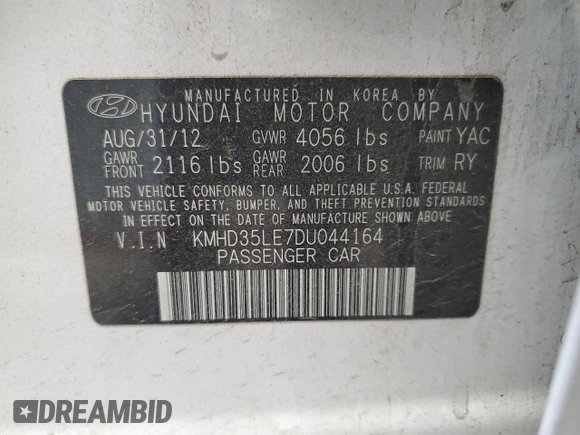 MANUFACTURED IN KOREA BY
HYUNDAI MOTOR COMPANY
AUG/31/12 GVWR 4056 lbs PAINT YAC
GAWR FRONT 2116 lbs GAWR REAR 2006 lbs TRIM RY
THIS VEHICLE CONFORMS TO ALL APPLICABLE U.S.A. FEDERAL
MOTOR VEHICLE SAFETY, BUMPER, AND THEFT PREVENTION STANDARDS
IN EFFECT ON THE DATE OF MANUFACTURE SHOWN ABOVE
V.I.N KMHD35LE7DU044164
PASSENGER CAR
DREAMBID